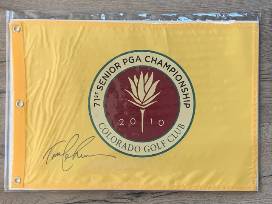 71ST SENIOR PGA CHAMPIONSHIP
2010
COLORADO GOLF CLUB